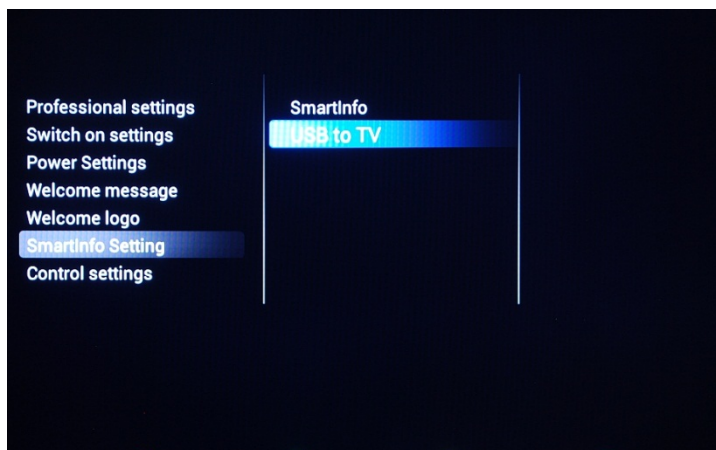 Professional settings
Switch on settings
Power Settings
Welcome message
Welcome logo
SmartInfo Setting
Control settings
SmartInfo
USB to TV